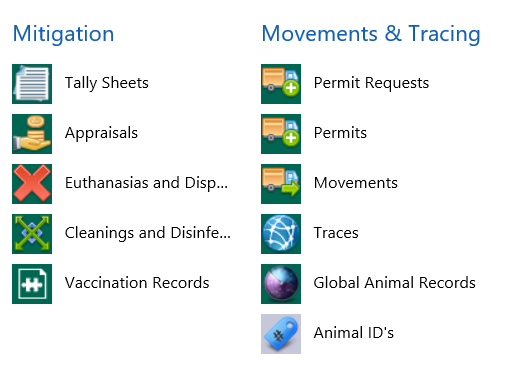 Mitigation
Tally Sheets
Appraisals
Euthanasias and Disp...
Cleanings and Disinfe...
Vaccination Records
Movements & Tracing
Permit Requests
Permits
Movements
Traces
Global Animal Records
Animal ID's